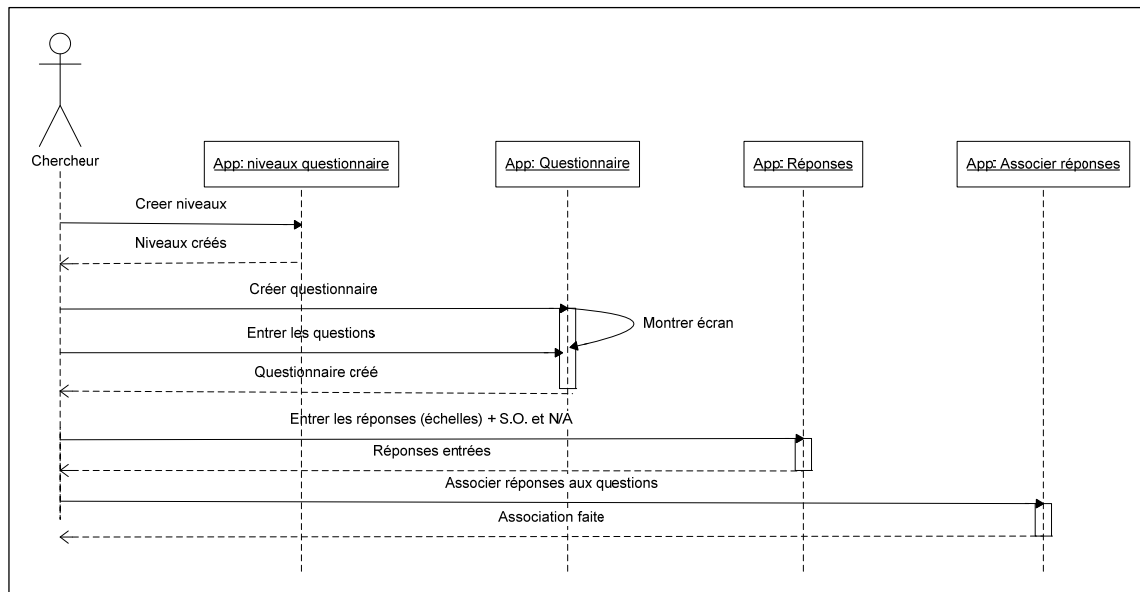 Chercheur
App: niveaux questionnaire
App: Questionnaire
App: Réponses
App: Associer réponses
Creer niveaux
Niveaux créés
Créer questionnaire
Montrer écran
Entrer les questions
Questionnaire créé
Entrer les réponses (échelles) + S.O. et N/A
Réponses entrées
Associer réponses aux questions
Association faite